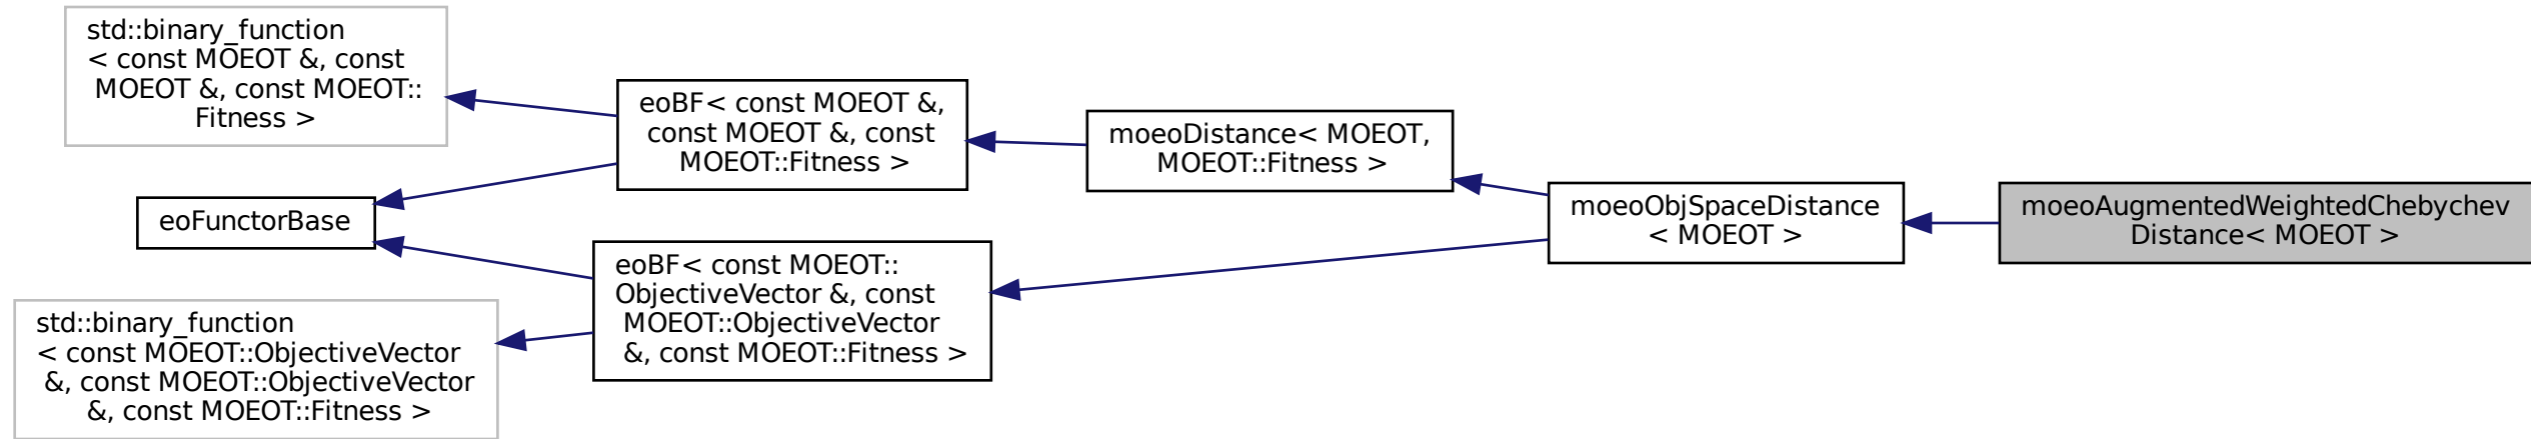 std::binary_function
< const MOEOT &, const
MOEOT &, const MOEOT::
Fitness >
eoFunctorBase
std::binary_function
< const MOEOT::ObjectiveVector
&, const MOEOT::ObjectiveVector
&, const MOEOT::Fitness >
eoBF< const MOEOT &,
const MOEOT &, const
MOEOT::Fitness >
eoBF< const MOEOT::
ObjectiveVector &, const
MOEOT::ObjectiveVector
&, const MOEOT::Fitness >
moeoDistance< MOEOT,
MOEOT::Fitness >
moeoObjSpaceDistance
< MOEOT >
moeoAugmentedWeightedChebychev
Distance< MOEOT >